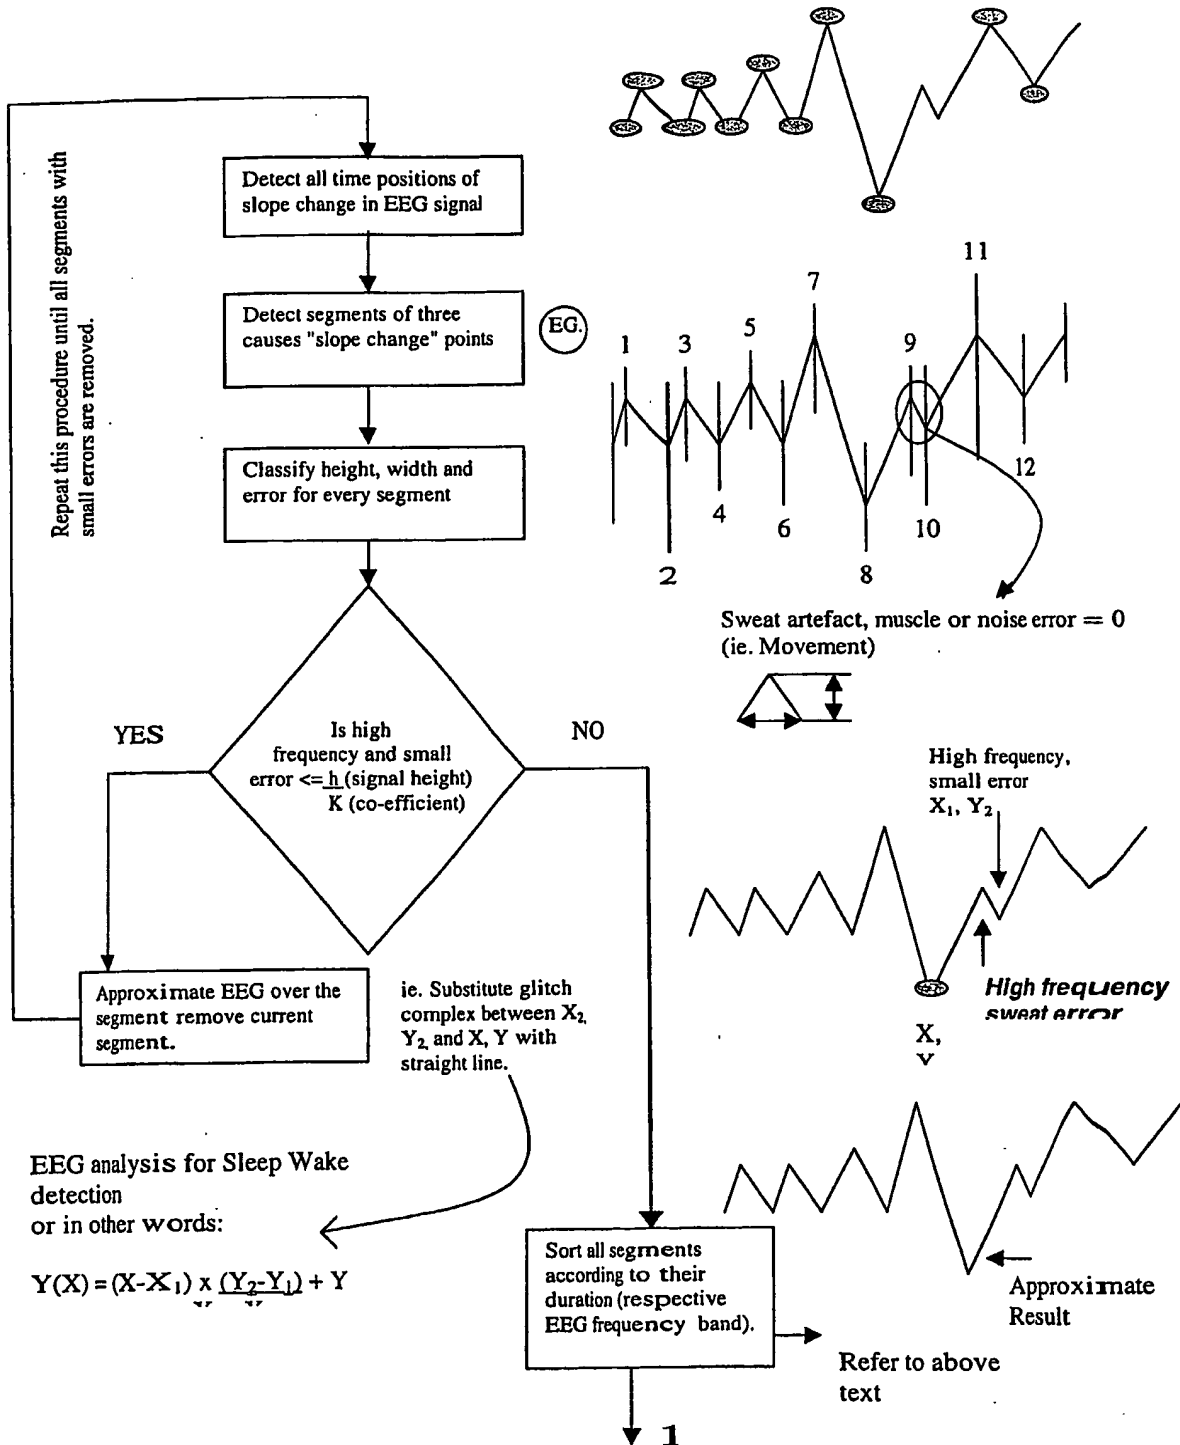 Repeat this procedure until all segments with
small errors are removed.
Detect all time positions of
slope change in EEG signal
Detect segments of three
causes "slope change" points
EG.
Classify height, width and
error for every segment
YES
Is high
frequency and small
error <= h (signal height)
K (co-efficient)
NO
Approximate EEG over the
segment remove current
segment.
ie. Substitute glitch
complex between X2,
Y2, and X, Y with
straight line.
EEG analysis for Sleep Wake
detection
or in other words:
Y(X) = (X-X1) x (Y2-Y1) + Y
Sort all segments
according to their
duration (respective
EEG frequency band).
Refer to above
text
1
1
2
3
4
5
6
7
8
9
10
11
12
Sweat artefact, muscle or noise error = 0
(ie. Movement)
High frequency,
small error
X1, Y2
High frequency
sweat error
X,
Approximate
Result